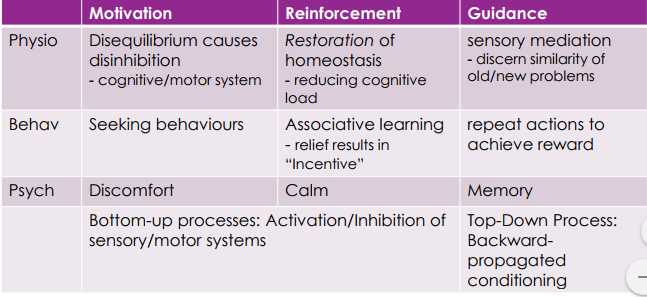 Motivation Reinforcement Guidance
Physio Disequilibrium causes Restoration of sensory mediation
disinhibition homeostasis - discern similarity of
- cognitive/motor system - reducing cognitive old/new problems
load
Behav Seeking behaviours Associative learning repeat actions to
- relief results in achieve reward
“Incentive”
Psych Discomfort Calm Memory
Bottom-up processes: Activation/Inhibition of Top-Down Process:
sensory/motor systems Backward-
propagated
conditioning